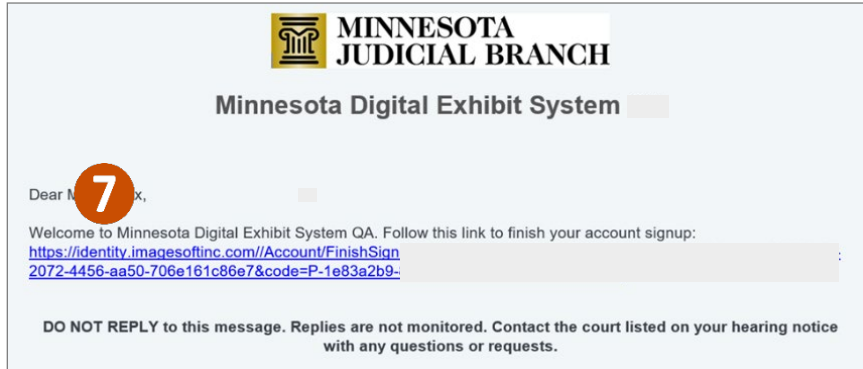 MINNESOTA
JUDICIAL BRANCH
Minnesota Digital Exhibit System
Dear
7
Welcome to Minnesota Digital Exhibit System QA. Follow this link to finish your account signup:
https://identity.imagesoftinc.com//Account/FinishSign
2072-4456-aa50-706e161c86e7&code=P-1e83a2b9-
DO NOT REPLY to this message. Replies are not monitored. Contact the court listed on your hearing notice
with any questions or requests.